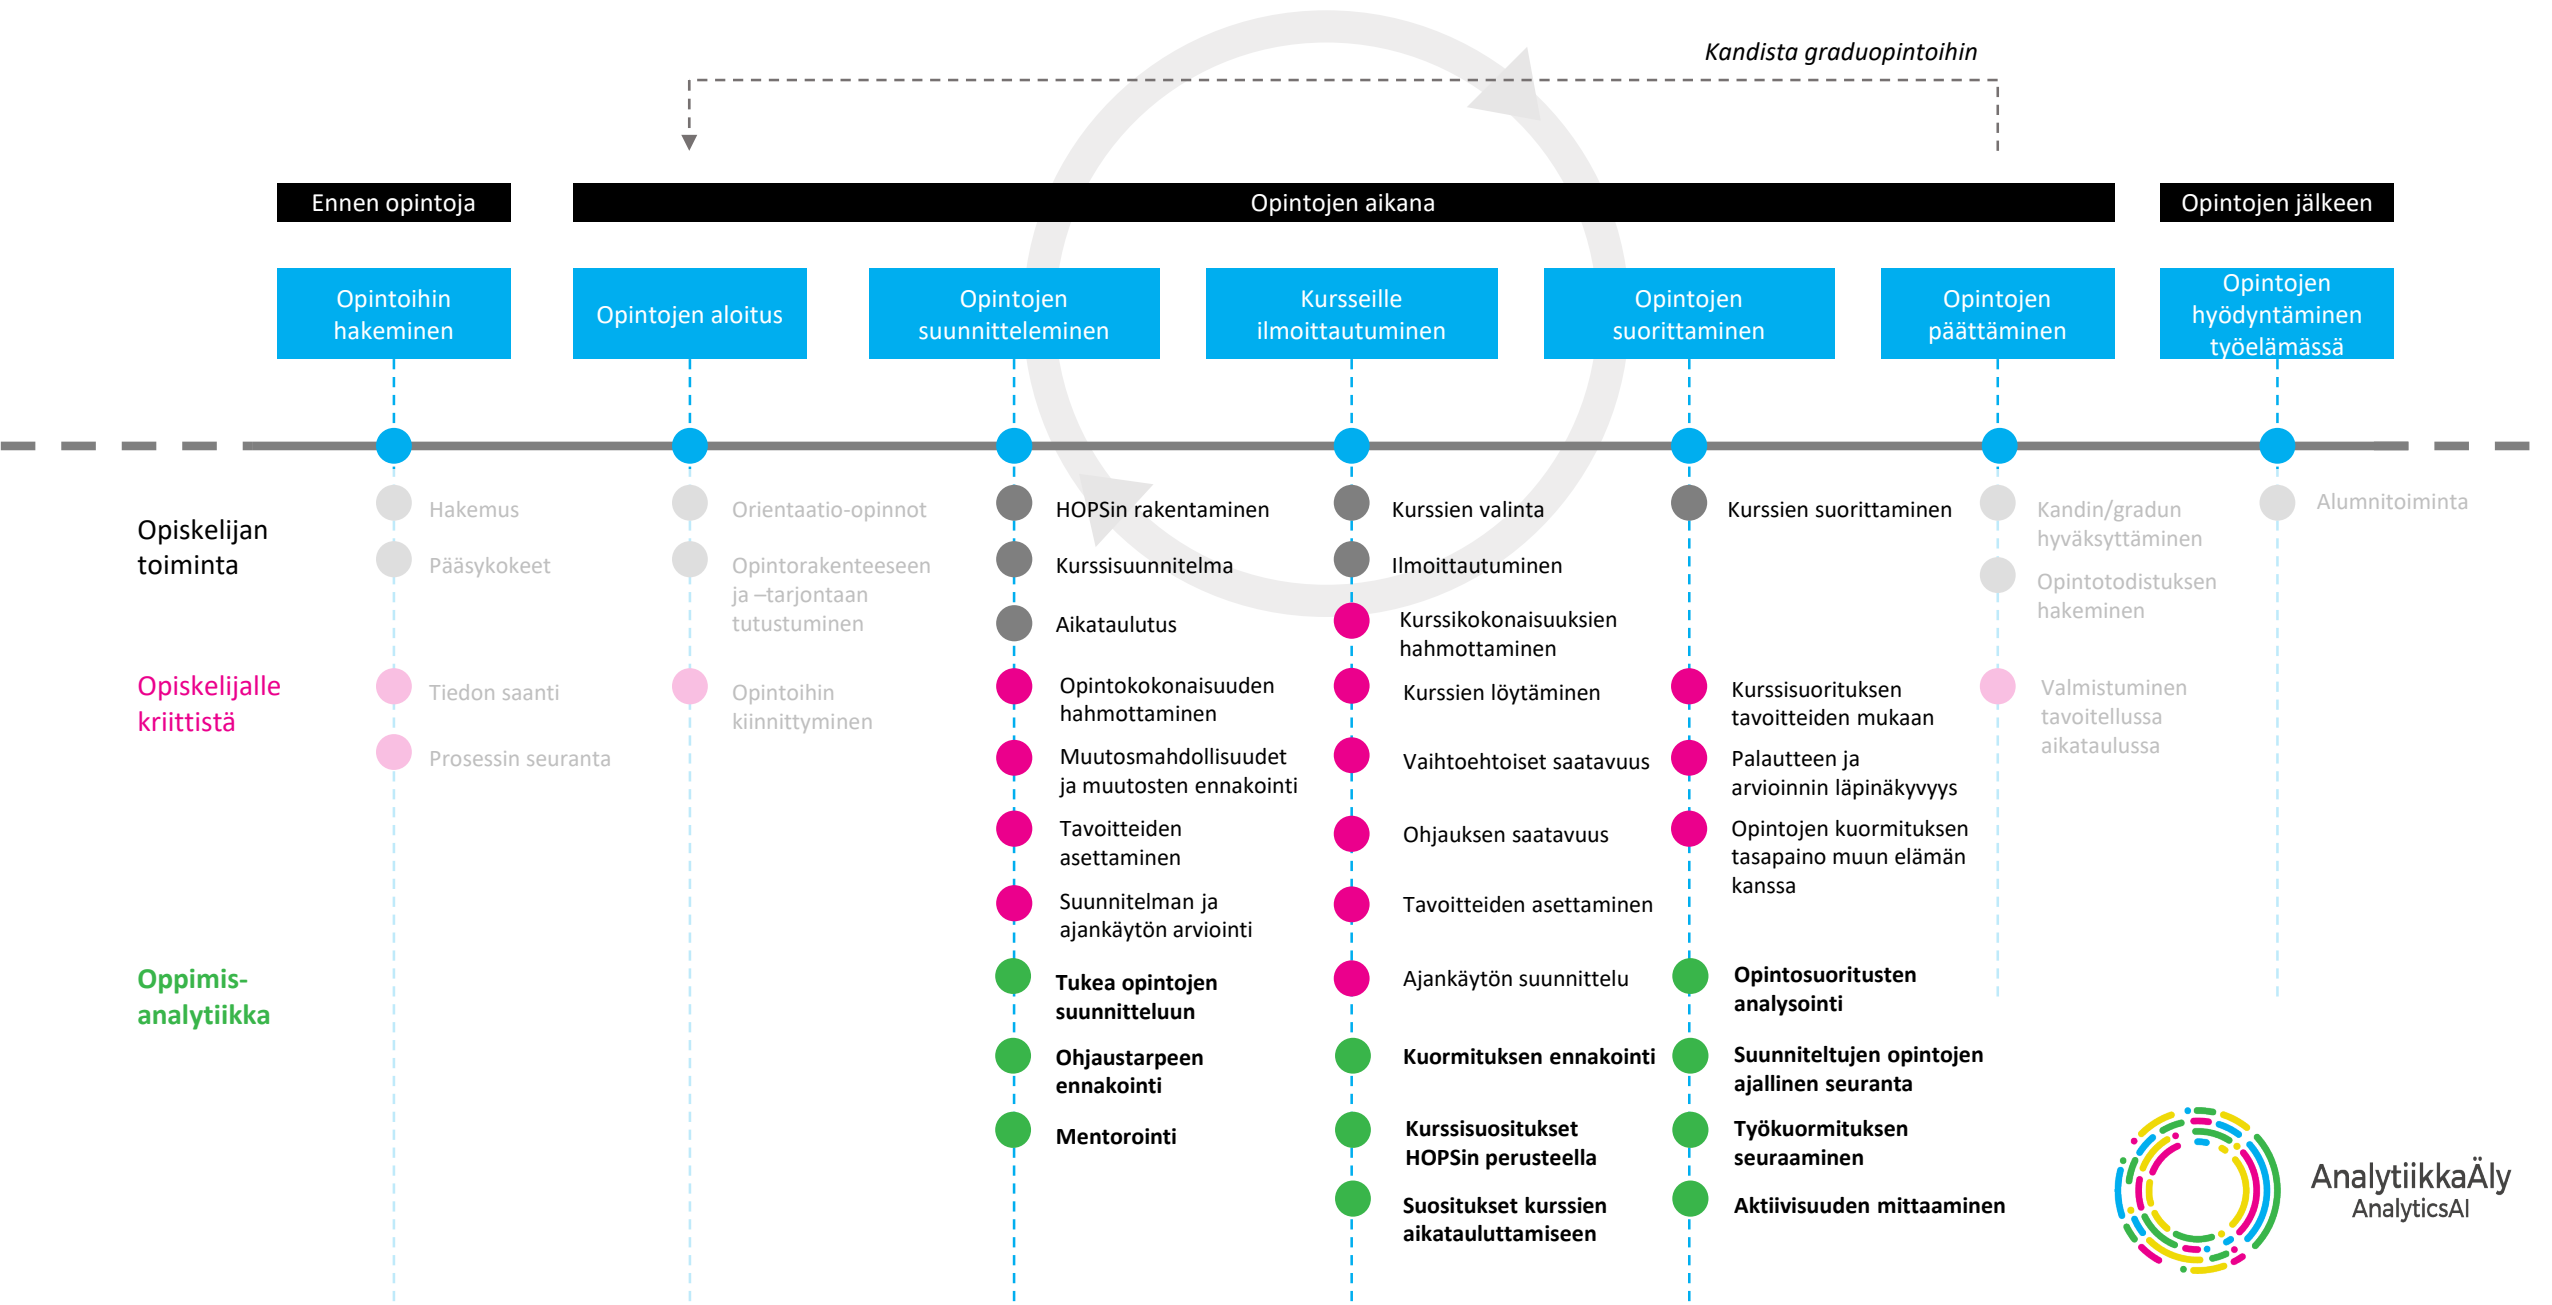 Kandista graduopintoihin
Ennen opintoja
Opintojen aikana
Opintojen jälkeen
Opintoihin
hakeminen
Opintojen aloitus
Opintojen
suunnitteleminen
Kursseille
ilmoittautuminen
Opintojen
suorittaminen
Opintojen
päättäminen
Opintojen
hyödyntäminen
työelämässä
Opiskelijan
toiminta
Hakemus
Pääsykokeet
Orientaatio-opinnot
Opintorakenteeseen
ja –tarjontaan
tutustuminen
HOPSin rakentaminen
Kurssisuunnitelma
Aikataulutus
Kurssien valinta
Ilmoittautuminen
Kurssien suorittaminen
Kandin/gradun
hyväksyttäminen
Opintotodistuksen
hakeminen
Alumnitoiminta
Opiskelijalle
kriittistä
Tiedon saanti
Prosessin seuranta
Opintoihin
kiinnittyminen
Opintokokonaisuuden
hahmottaminen
Muutosmahdollisuudet
ja muutosten ennakointi
Tavoitteiden
asettaminen
Suunnitelman ja
ajankäytön arviointi
Kurssikokonaisuuksien
hahmottaminen
Kurssien löytäminen
Vaihtoehtoiset saatavuus
Ohjauksen saatavuus
Tavoitteiden asettaminen
Ajankäytön suunnittelu
Kurssisuorituksen
tavoitteiden mukaan
Palautteen ja
arvioinnin läpinäkyvyys
Opintojen kuormituksen
tasapaino muun elämän
kanssa
Valmistuminen
tavoitellussa
aikataulussa
Oppimis-
analytiikka
Tukea opintojen
suunnitteluun
Ohjaustarpeen
ennakointi
Mentorointi
Kuormituksen ennakointi
Kurssisuositukset
HOPSin perusteella
Suositukset kurssien
aikatauluttamiseen
Opintosuoritusten
analysointi
Suunniteltujen opintojen
ajallinen seuranta
Työkuormituksen
seuraaminen
Aktiivisuuden mittaaminen
AnalytiikkaÄly
AnalyticsAI